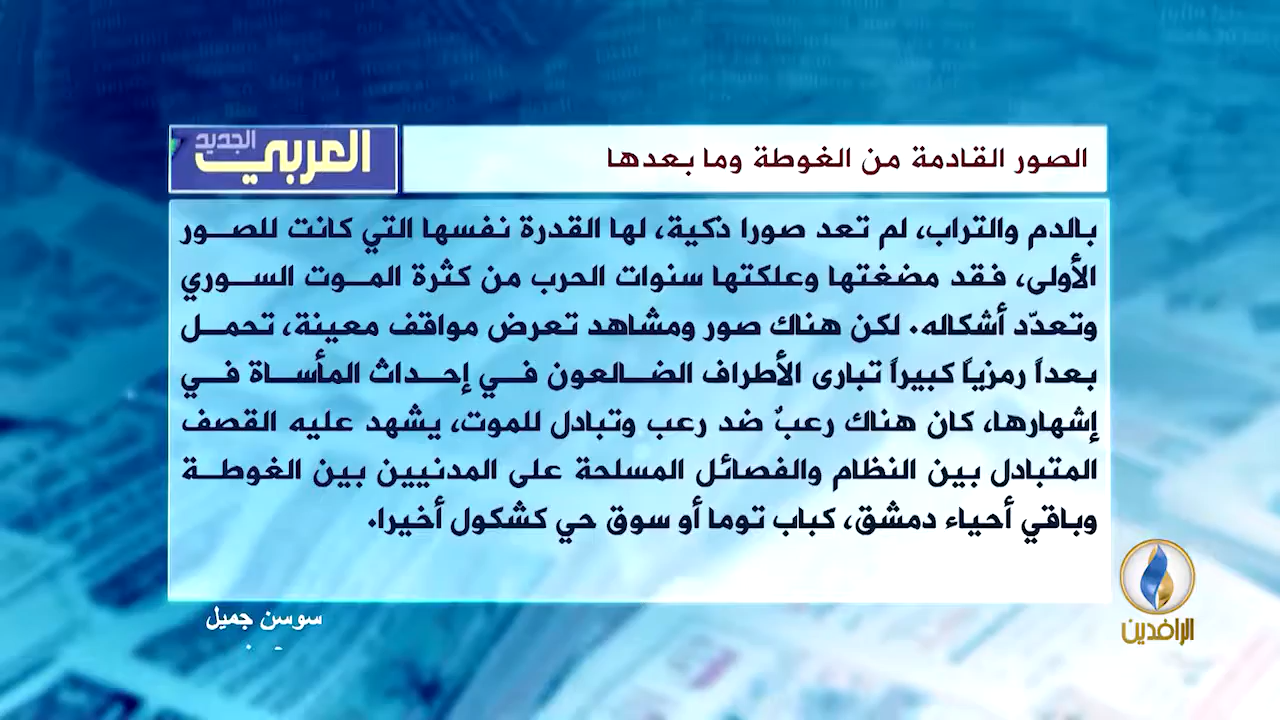 الصور القادمة من الغوطة وما بعدها
العربي الجديد
بالدم والتراب، لم تعد صورا ذكية، لها القدرة نفسها التي كانت للصور
الأولى، فقد مضغتها وعلكتها سنوات الحرب من كثرة الموت السوري
وتعدّد أشكاله. لكن هناك صور ومشاهد تعرض مواقف معينة، تحمل
بعداً رمزياً كبيراً تبارى الأطراف الضالعون في إحداث المأساة في
إشهارها، كان هناك رعبٌ ضد رعب وتبادل للموت، يشهد عليه القصف
المتبادل بين النظام والفصائل المسلحة على المدنيين بين الغوطة
وباقي أحياء دمشق، كباب توما أو سوق حي كشكول أخيرا.
سوسن جميل
الرافدين